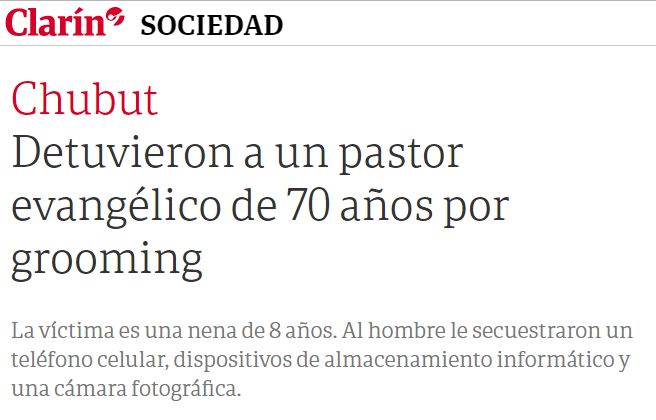 Clarín SOCIEDAD
Chubut
Detuvieron a un pastor
evangélico de 70 años por
grooming
La víctima es una nena de 8 años. Al hombre le secuestraron un
teléfono celular, dispositivos de almacenamiento informático y
una cámara fotográfica.